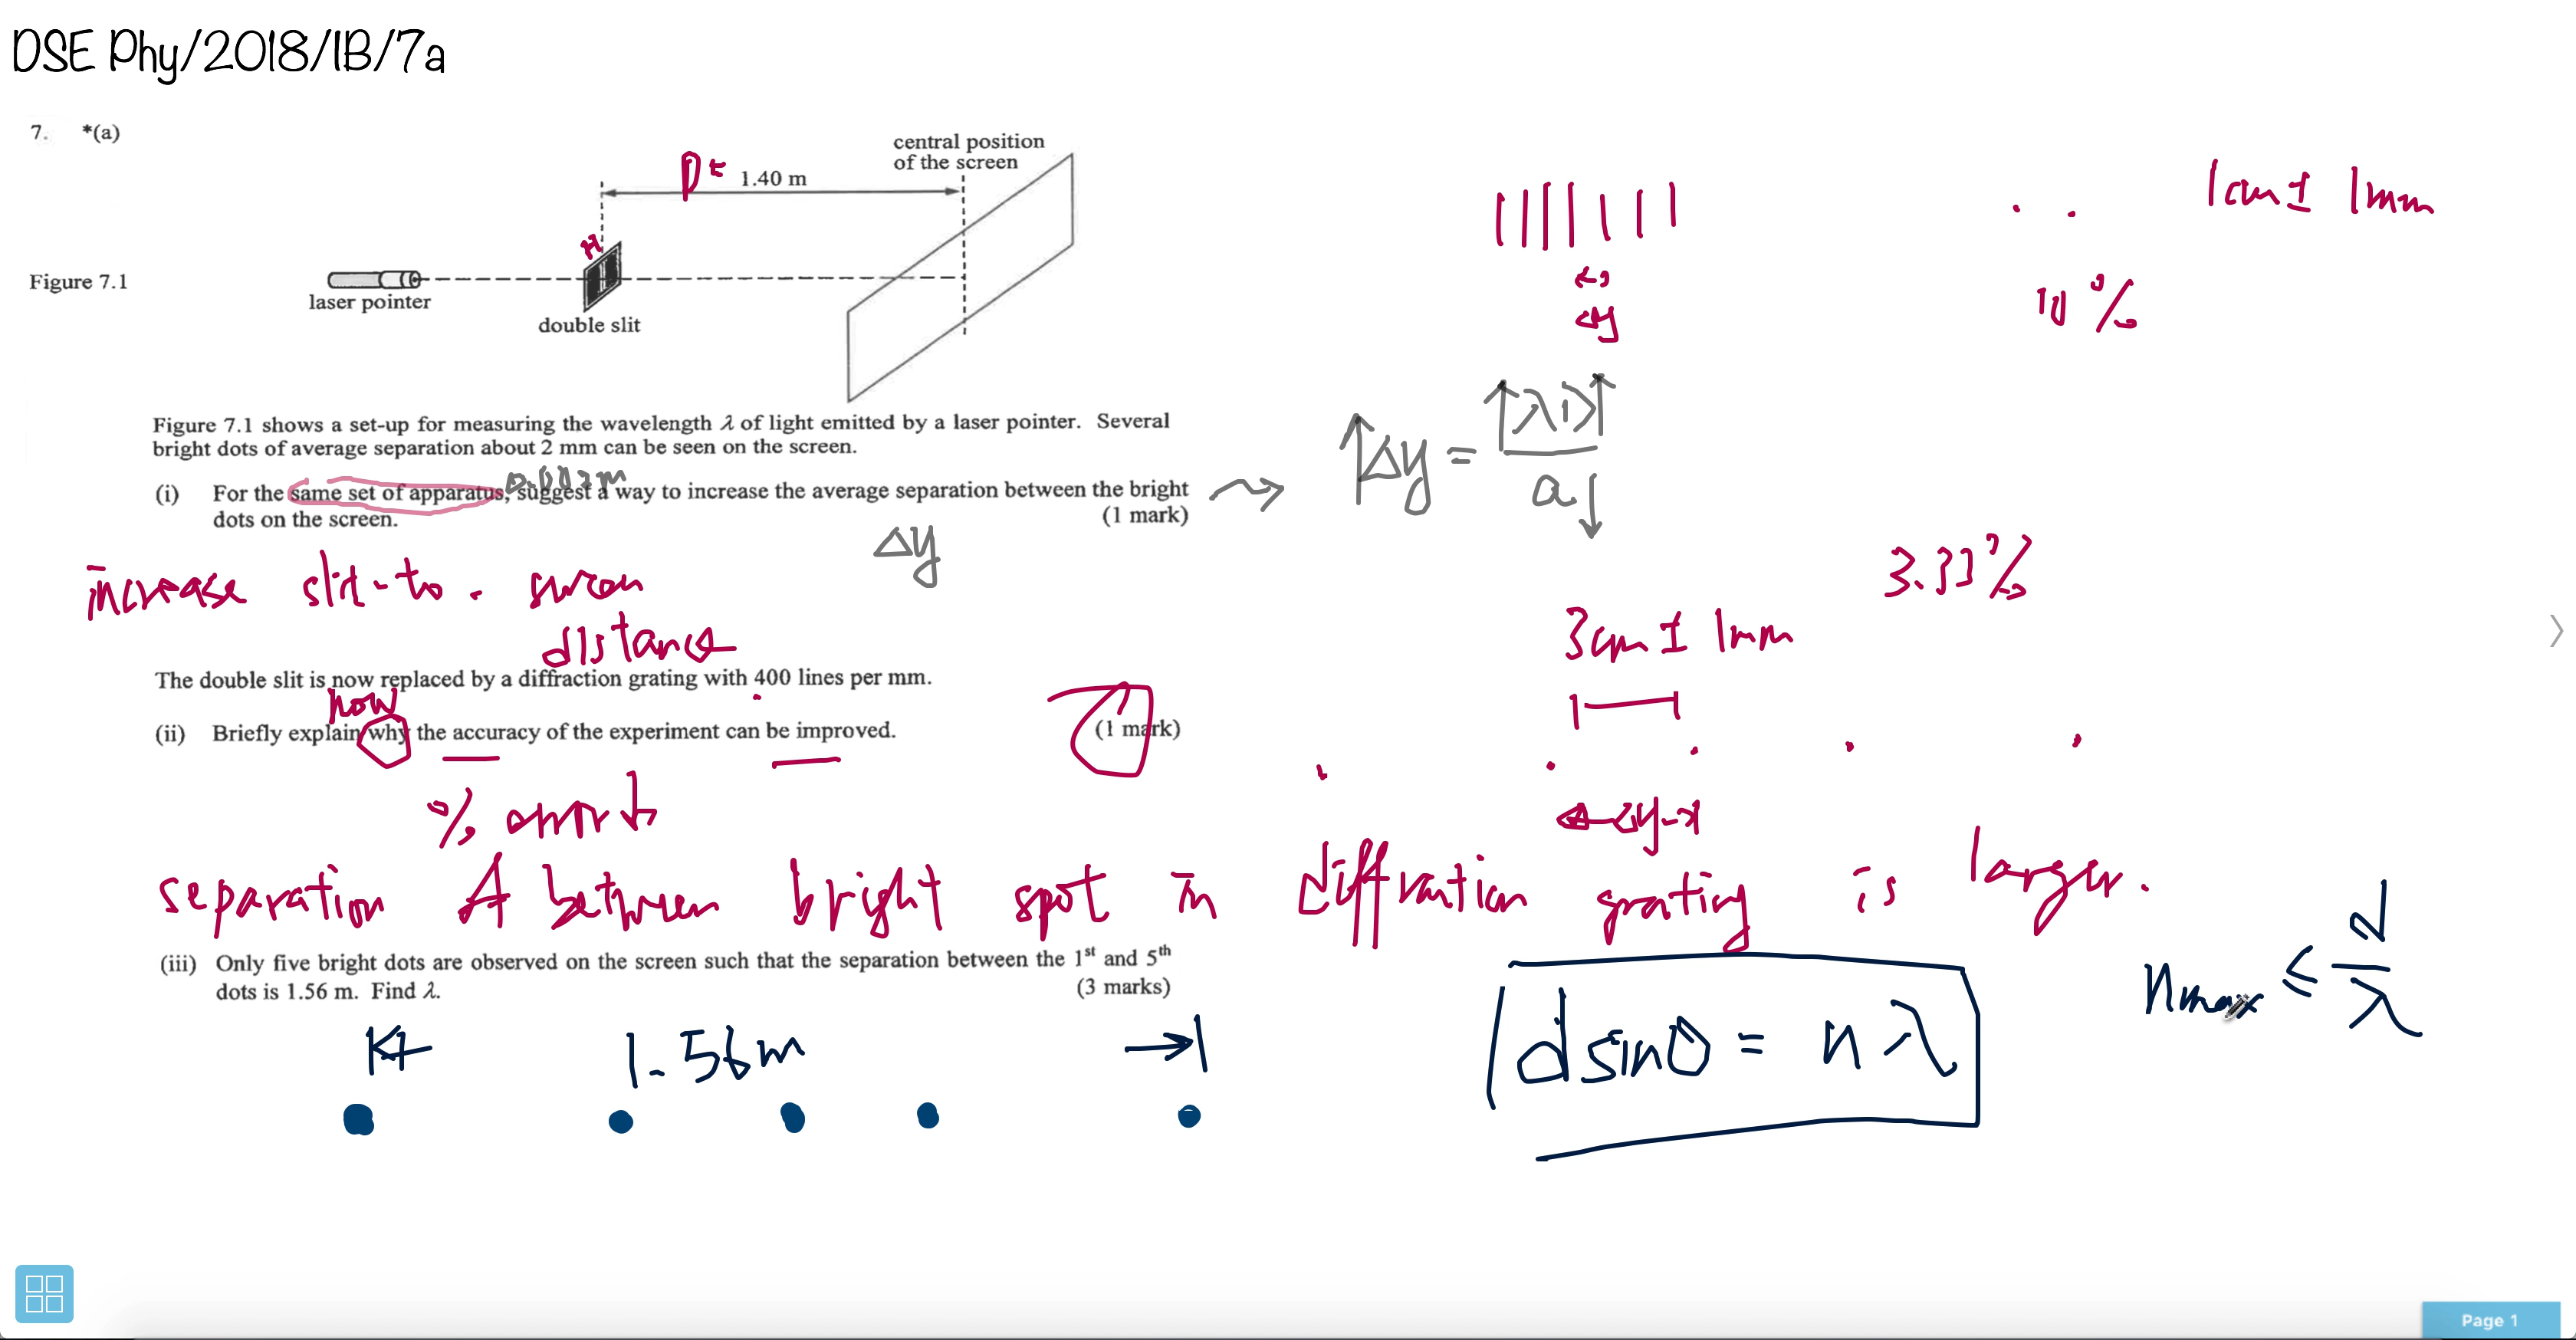 DSE Phy/2018/1B/7a
7. *(a)
central position
of the screen
D = 1.40 m
Figure 7.1
laser pointer
double slit
Δy
1cm ± 1mm
10%
Figure 7.1 shows a set-up for measuring the wavelength λ of light emitted by a laser pointer. Several
bright dots of average separation about 2 mm can be seen on the screen.
0.002m
(i) For the same set of apparatus, suggest a way to increase the average separation between the bright
dots on the screen. (1 mark)
Δy
↑Δy = ↑λD↑ / a↓
increase slit-to-screen
distance
3.33%
3cm ± 1mm
The double slit is now replaced by a diffraction grating with 400 lines per mm.
how
(ii) Briefly explain why the accuracy of the experiment can be improved. (1 mark)
% error ↓
Δy
separation between bright spot in diffraction grating is larger.
(iii) Only five bright dots are observed on the screen such that the separation between the 1st and 5th
dots is 1.56 m. Find λ. (3 marks)
1.56m
d sinθ = nλ
nmax ≤ d/λ
Page 1